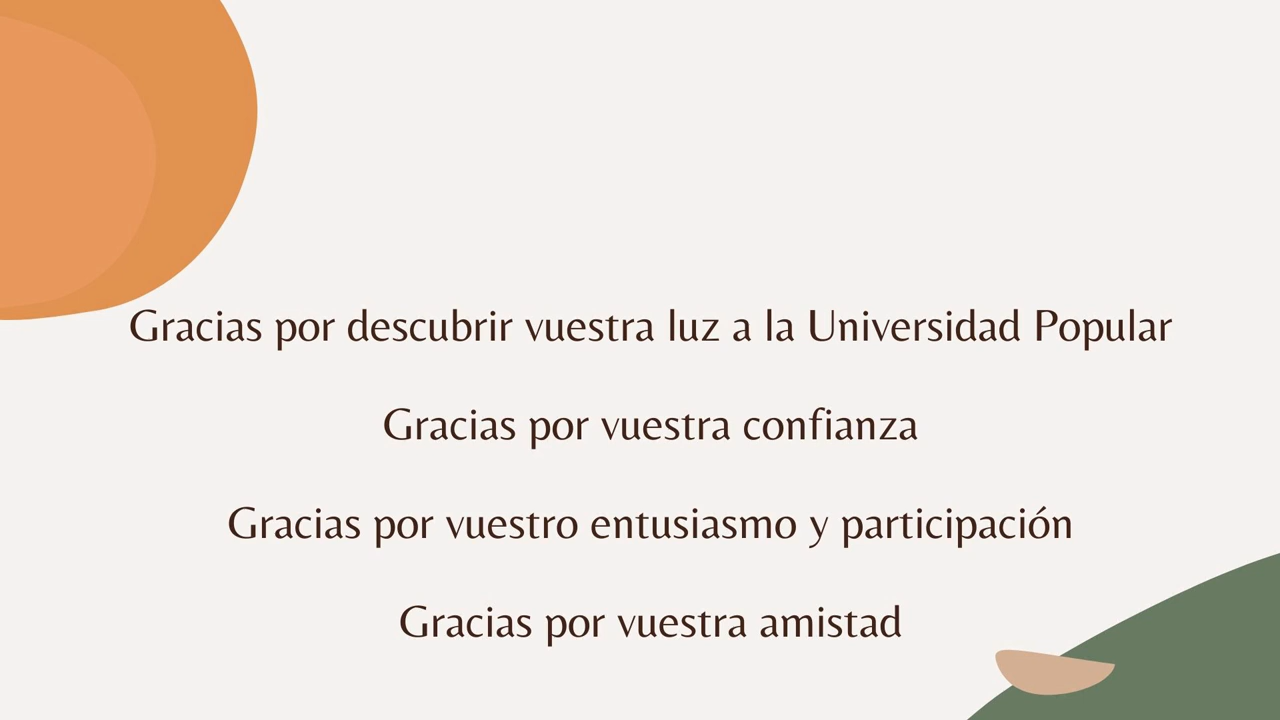 Gracias por descubrir vuestra luz a la Universidad Popular
Gracias por vuestra confianza
Gracias por vuestro entusiasmo y participación
Gracias por vuestra amistad